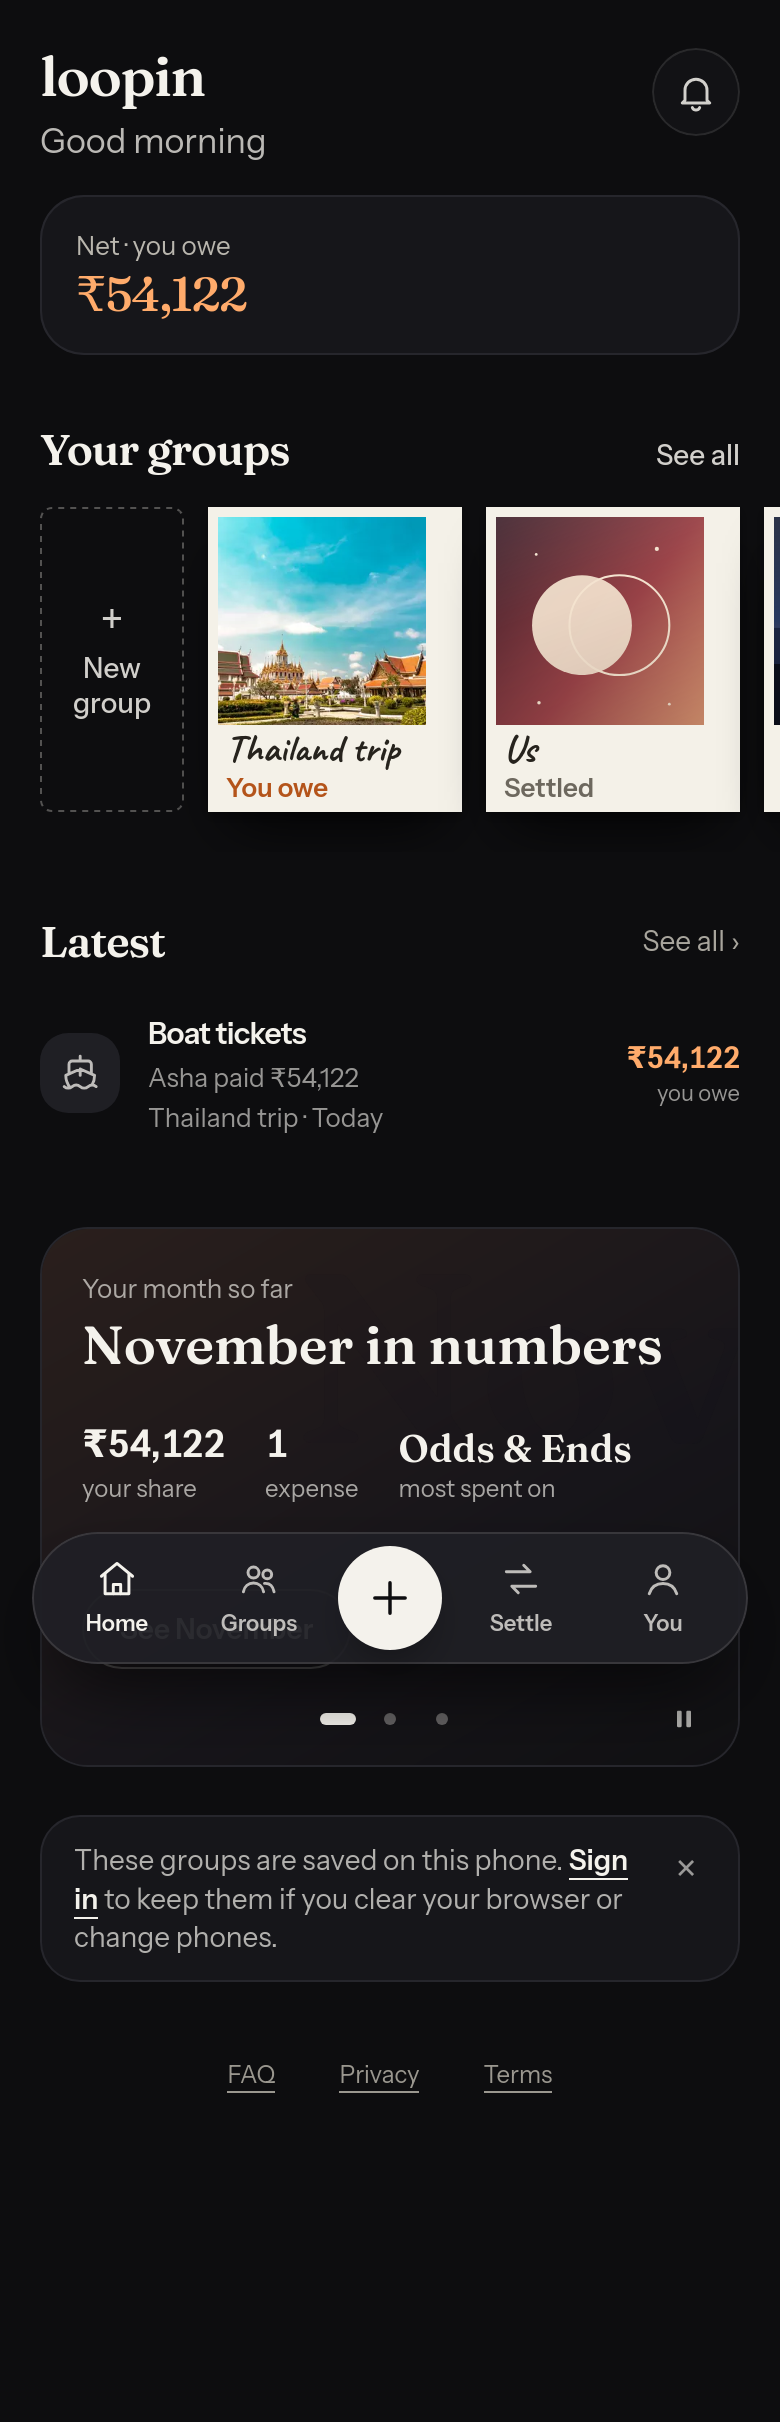 loopin
Good morning
Net · you owe
₹54,122
Your groups
See all
+
New
group
Thailand trip
You owe
Us
Settled
Latest
See all ›
Boat tickets
Asha paid ₹54,122
Thailand trip · Today
₹54,122
you owe
Your month so far
November in numbers
₹54,122
your share
1
expense
Odds & Ends
most spent on
See November
Home
Groups
Settle
You
These groups are saved on this phone. Sign
in to keep them if you clear your browser or
change phones.
FAQ
Privacy
Terms